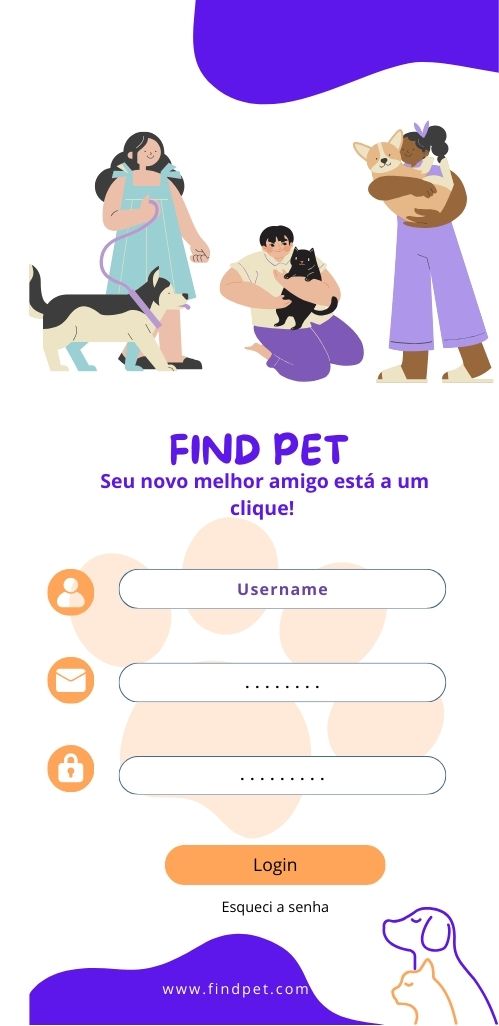 FIND PET
Seu novo melhor amigo está a um
clique!
Username
. . . . . . . .
. . . . . . . . .
Login
Esqueci a senha
www.findpet.com